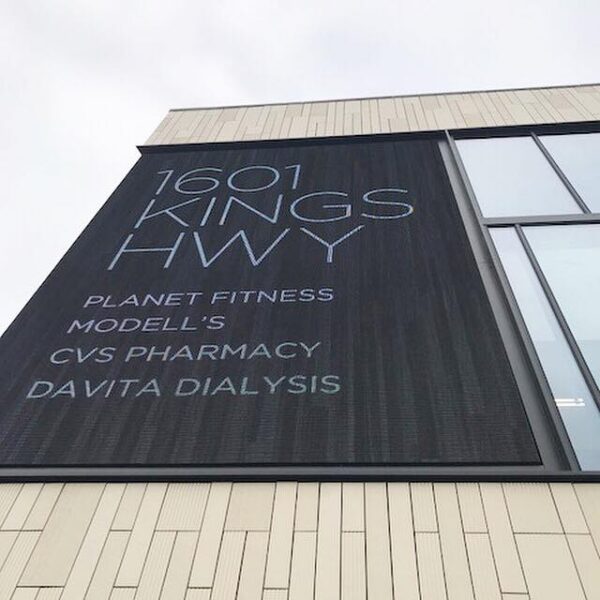 1601
KINGS
HWY
PLANET FITNESS
MODELL'S
CVS PHARMACY
DAVITA DIALYSIS